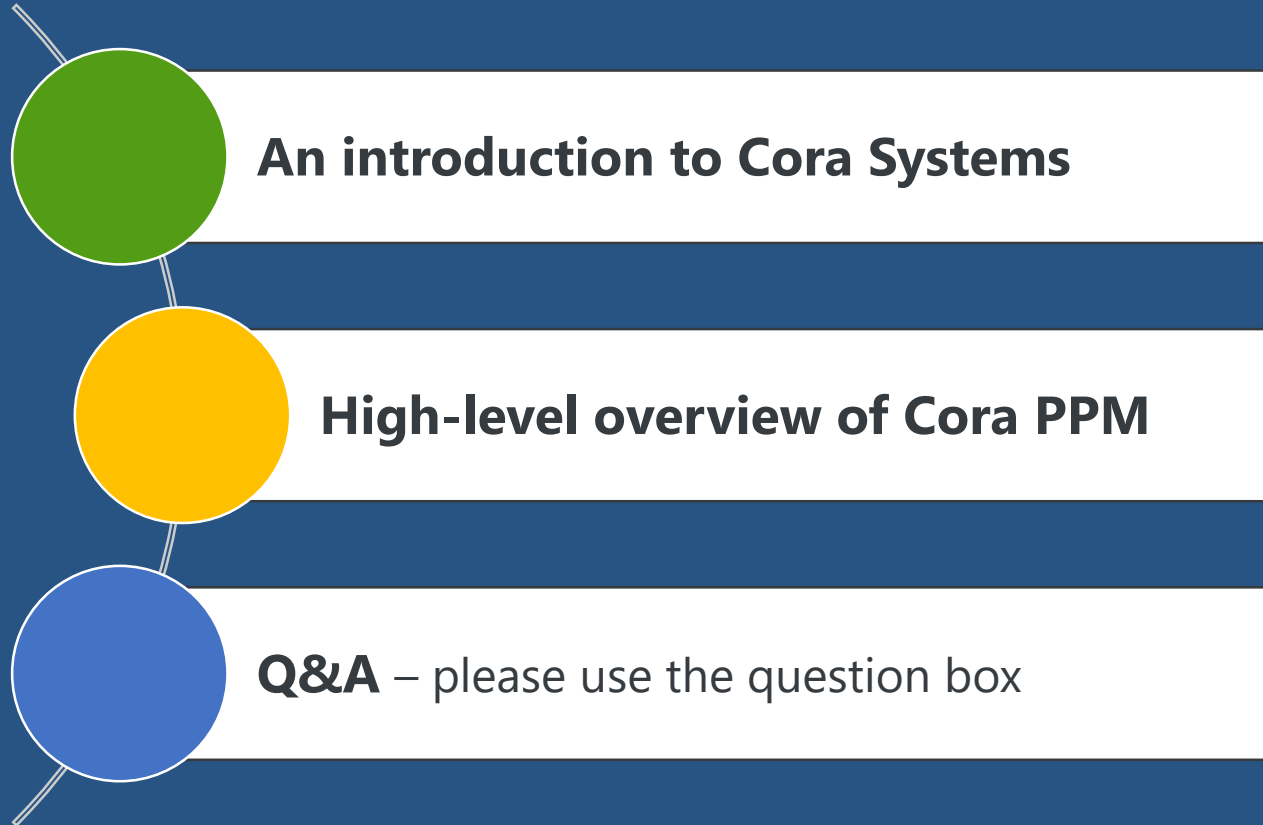 An introduction to Cora Systems
High-level overview of Cora PPM
Q&A – please use the question box